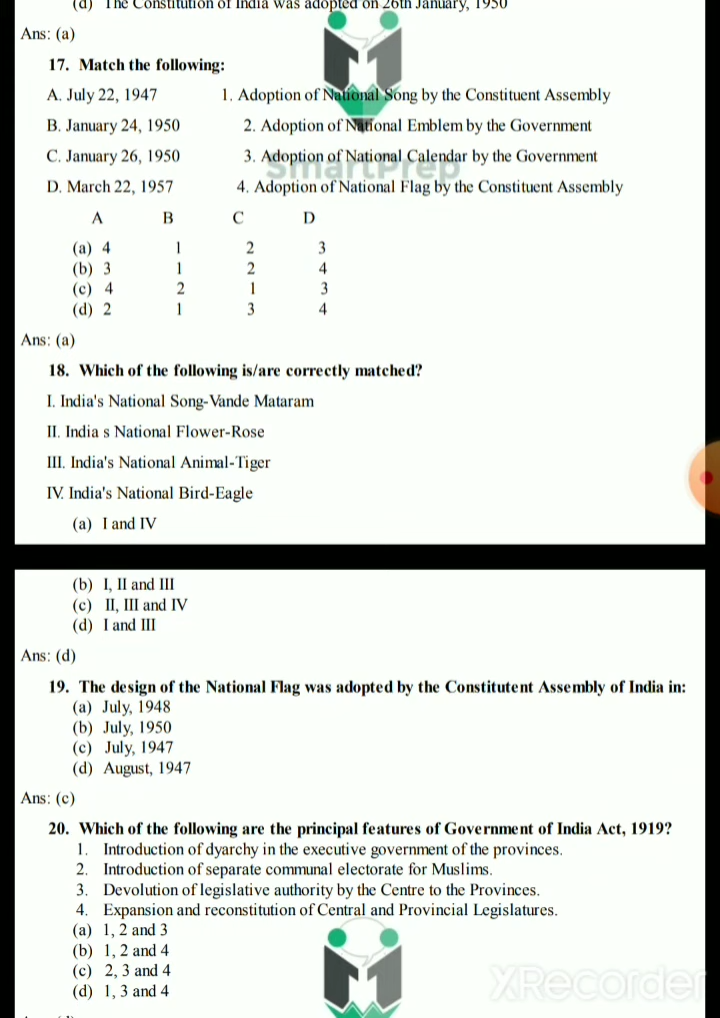 (d) The Constitution of India was adopted on 26th January, 1950
Ans: (a)
17. Match the following:
A. July 22, 1947 1. Adoption of National Song by the Constituent Assembly
B. January 24, 1950 2. Adoption of National Emblem by the Government
C. January 26, 1950 3. Adoption of National Calendar by the Government
SmartPrep
D. March 22, 1957 4. Adoption of National Flag by the Constituent Assembly
A B C D
(a) 4 1 2 3
(b) 3 1 2 4
(c) 4 2 1 3
(d) 2 1 3 4
Ans: (a)
18. Which of the following is/are correctly matched?
I. India's National Song-Vande Mataram
II. India s National Flower-Rose
III. India's National Animal-Tiger
IV. India's National Bird-Eagle
(a) I and IV
(b) I, II and III
(c) II, III and IV
(d) I and III
Ans: (d)
19. The design of the National Flag was adopted by the Constitutent Assembly of India in:
(a) July, 1948
(b) July, 1950
(c) July, 1947
(d) August, 1947
Ans: (c)
20. Which of the following are the principal features of Government of India Act, 1919?
1. Introduction of dyarchy in the executive government of the provinces.
2. Introduction of separate communal electorate for Muslims.
3. Devolution of legislative authority by the Centre to the Provinces.
4. Expansion and reconstitution of Central and Provincial Legislatures.
(a) 1, 2 and 3
(b) 1, 2 and 4
(c) 2, 3 and 4
(d) 1, 3 and 4
XRecorder